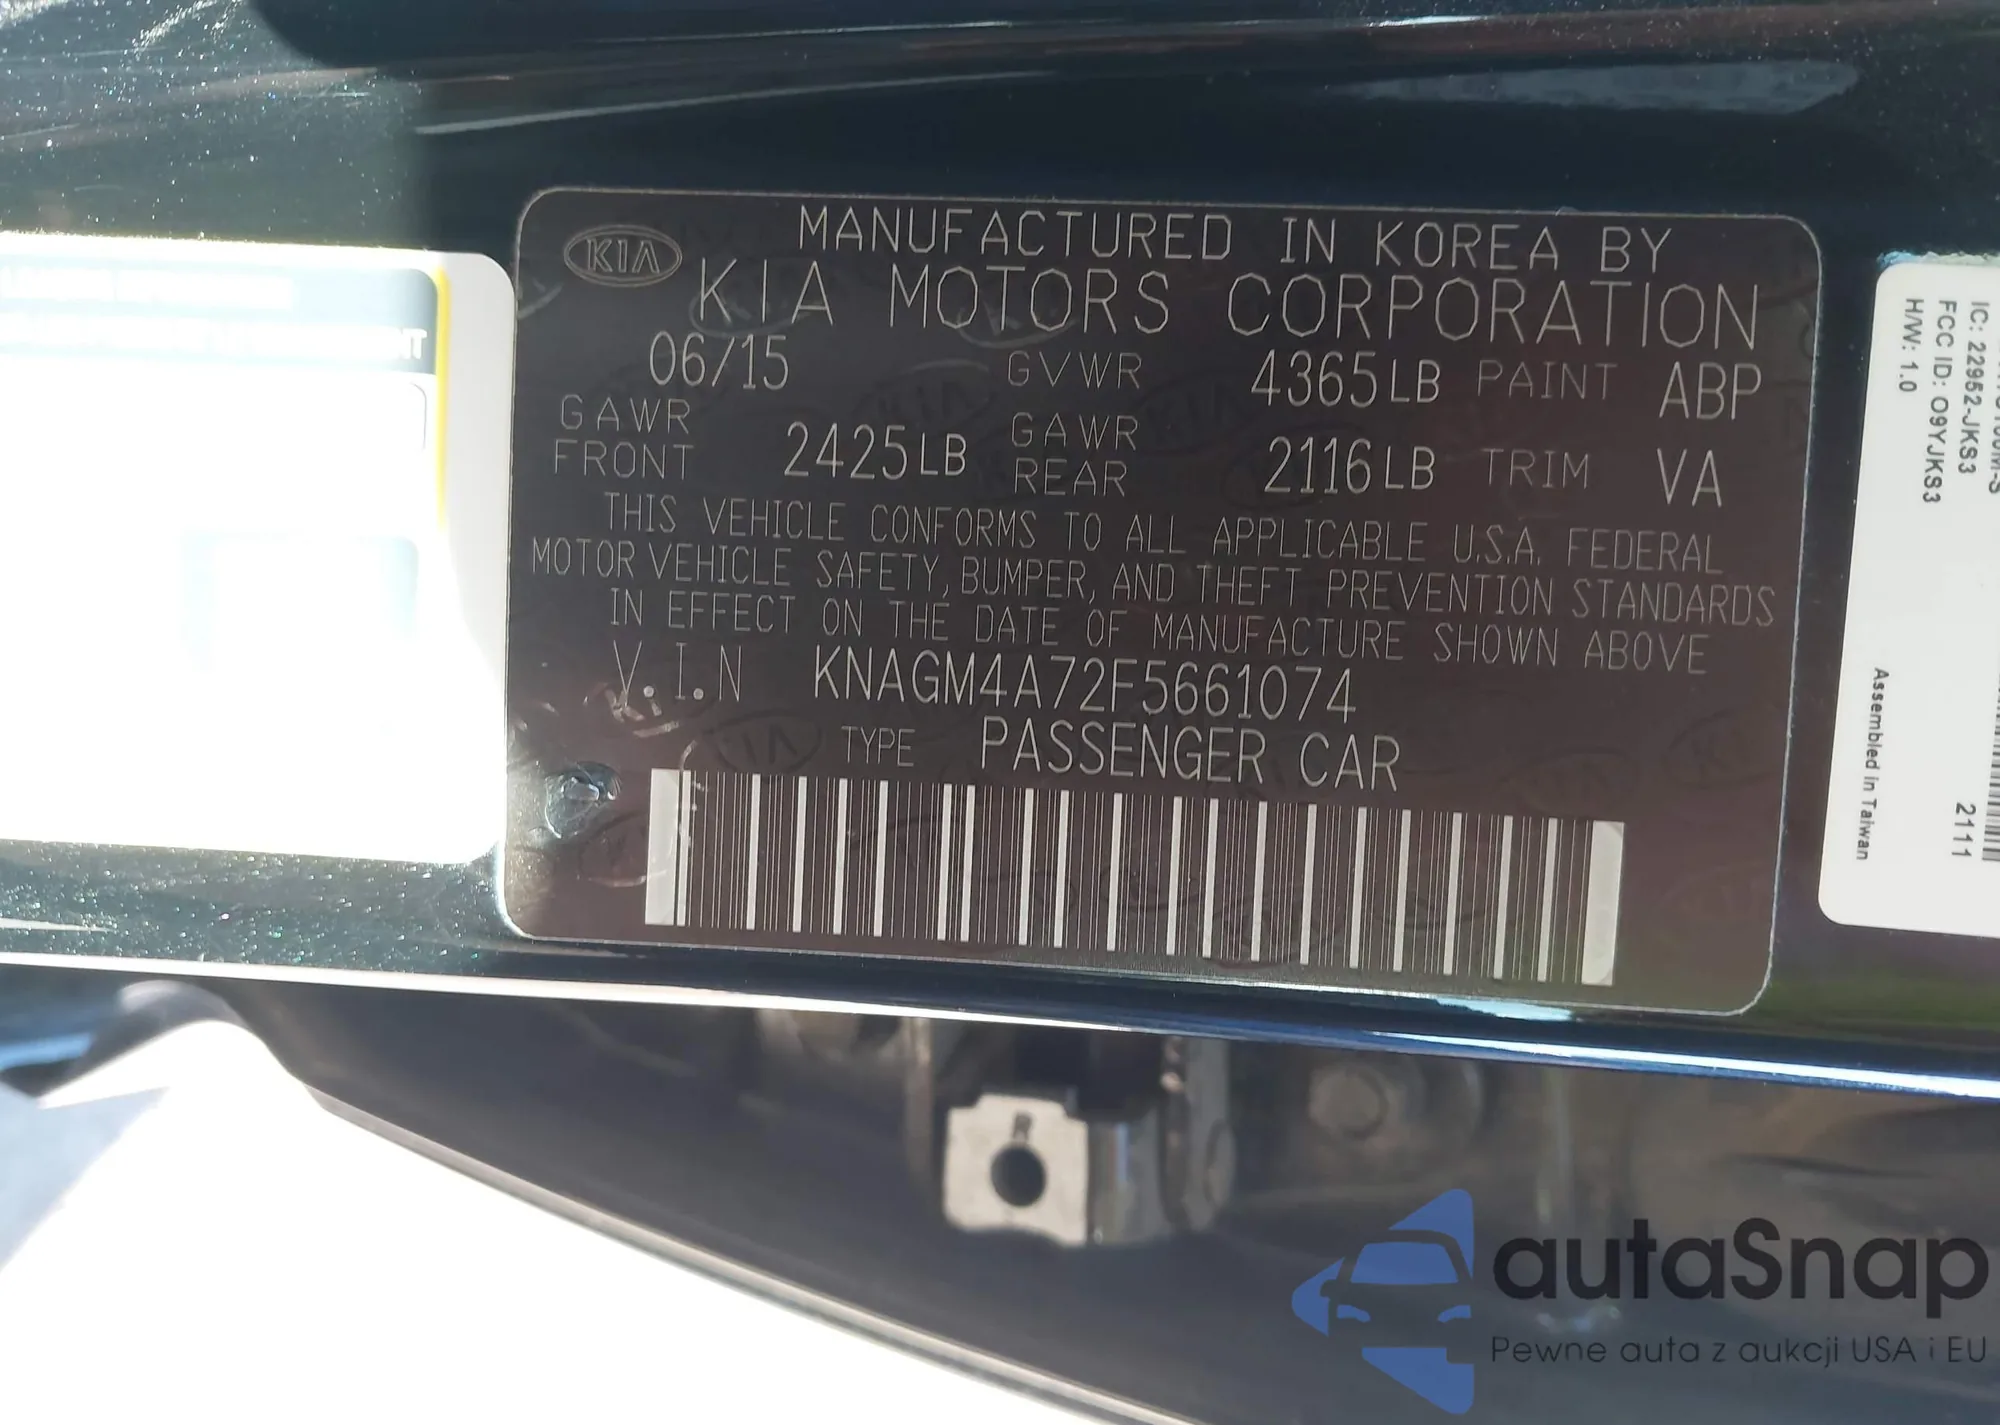 KIA
MANUFACTURED IN KOREA BY
KIA MOTORS CORPORATION
06/15 GVWR 4365LB PAINT ABP
GAWR FRONT 2425LB GAWR REAR 2116LB TRIM VA
THIS VEHICLE CONFORMS TO ALL APPLICABLE U.S.A. FEDERAL
MOTOR VEHICLE SAFETY, BUMPER, AND THEFT PREVENTION STANDARDS
IN EFFECT ON THE DATE OF MANUFACTURE SHOWN ABOVE
V.I.N KNAGM4A72F5661074
TYPE PASSENGER CAR
IC: 22952-JKS3
FCC ID: O9YJKS3
H/W: 1.0
2111
Assembled in Taiwan
R
autaSnap
Pewne auta z aukcji USA i EU